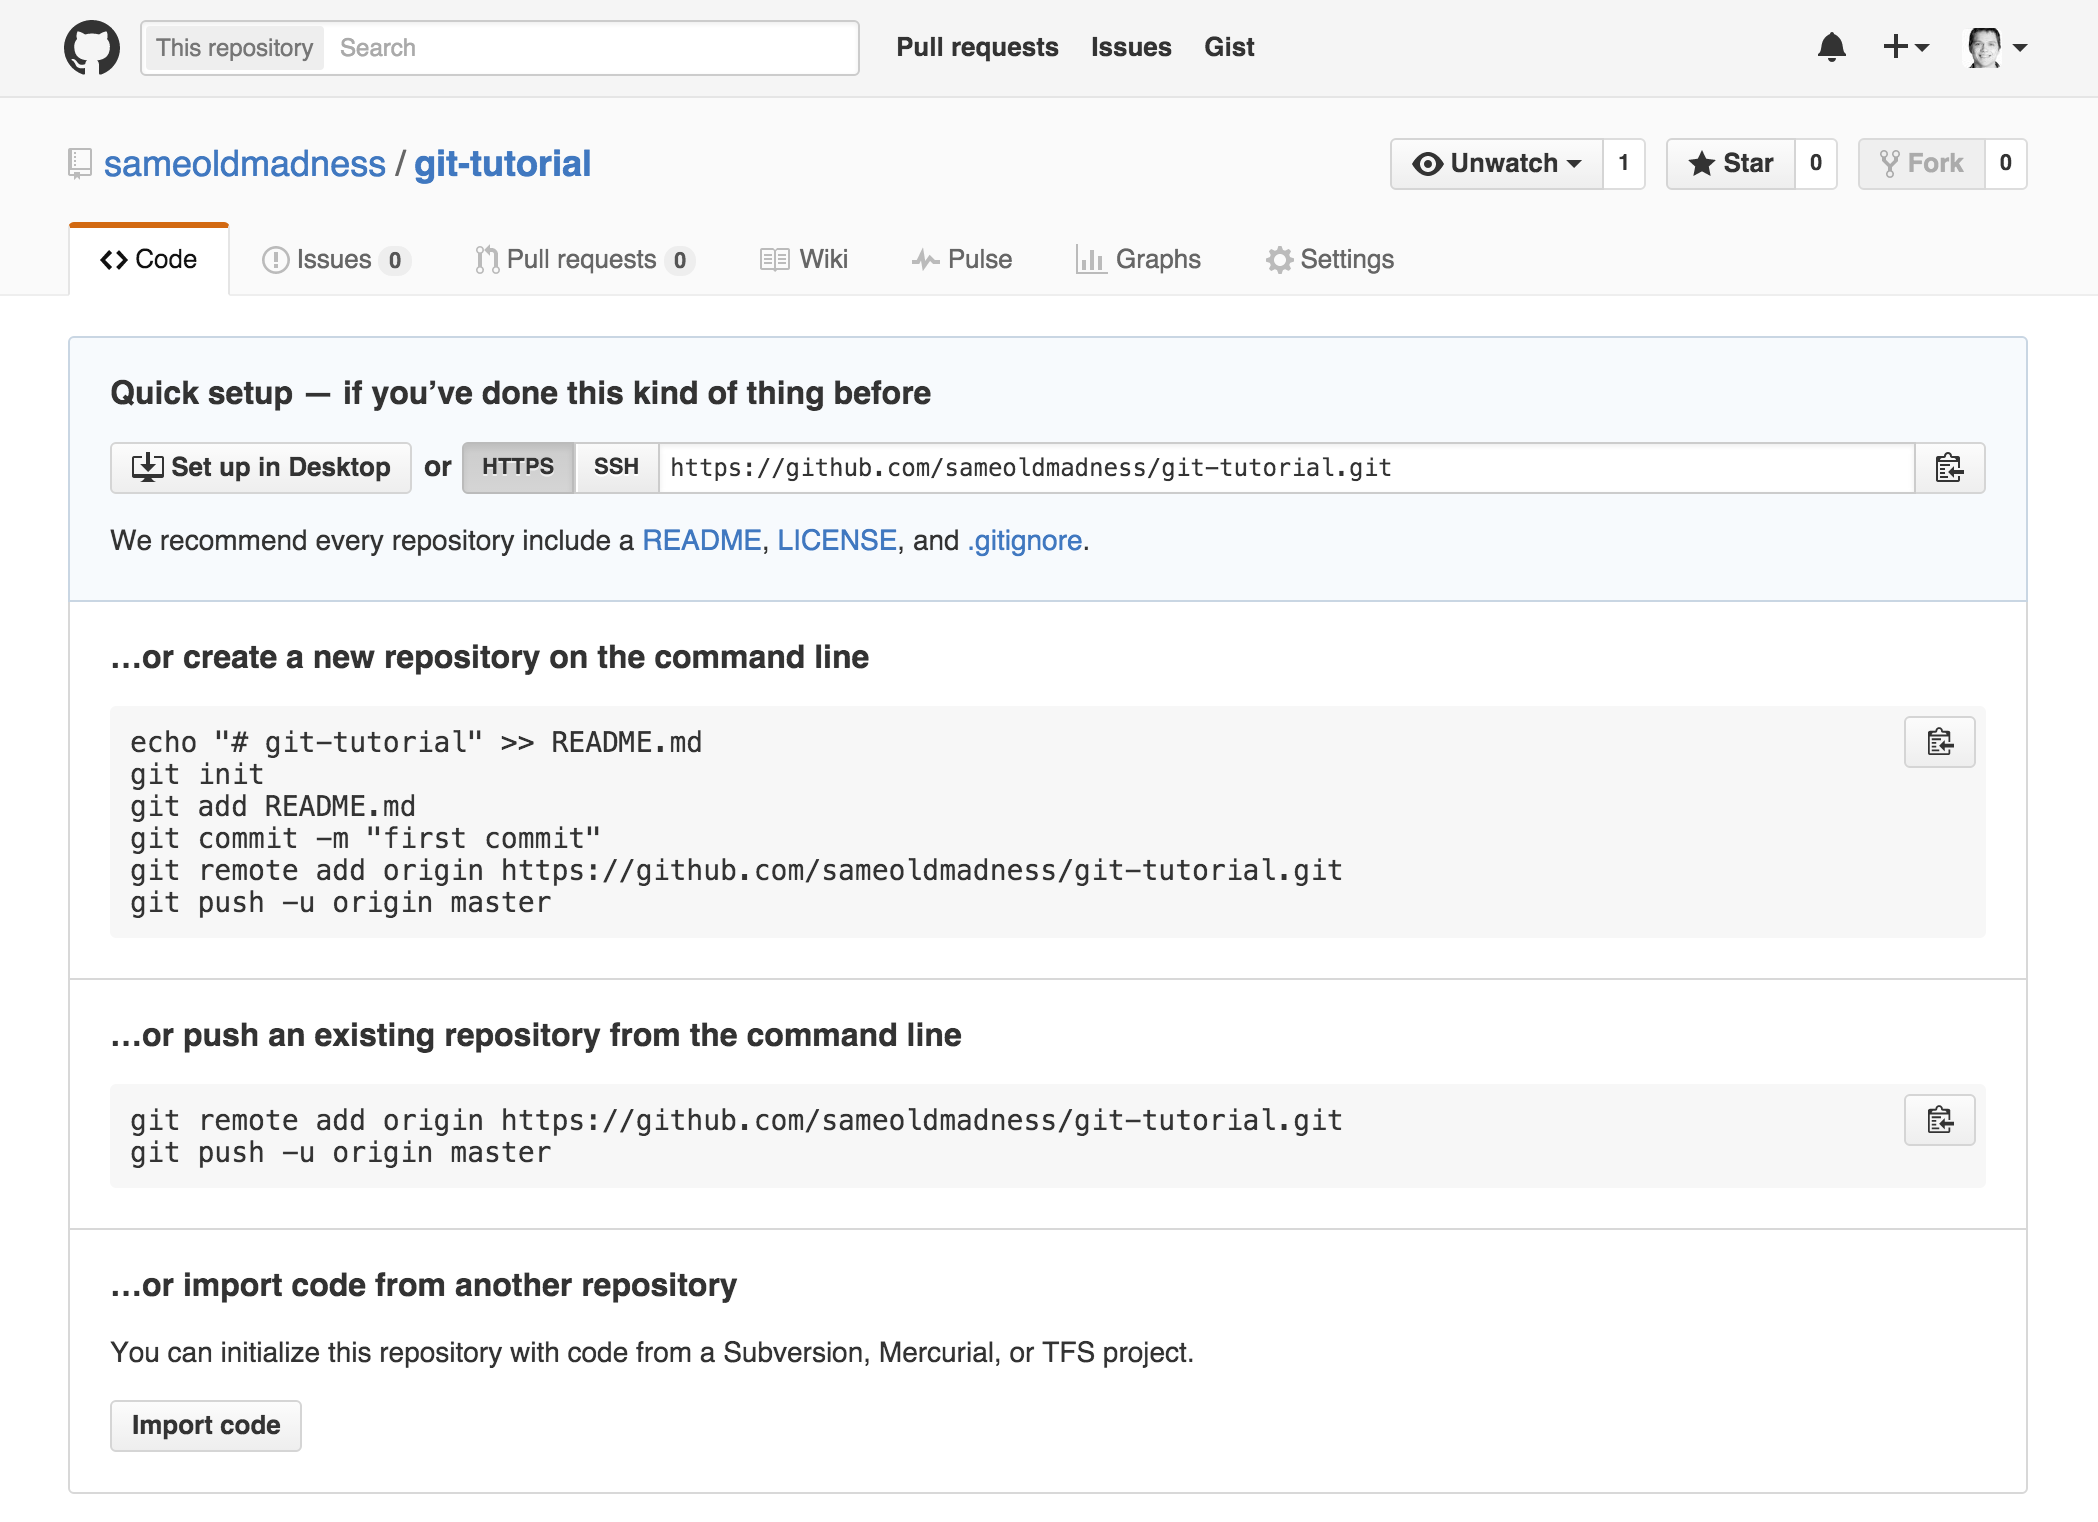 This repository Search Pull requests Issues Gist
sameoldmadness / git-tutorial Unwatch 1 Star 0 Fork 0
Code Issues 0 Pull requests 0 Wiki Pulse Graphs Settings
Quick setup — if you’ve done this kind of thing before
Set up in Desktop or HTTPS SSH https://github.com/sameoldmadness/git-tutorial.git
We recommend every repository include a README, LICENSE, and .gitignore.
…or create a new repository on the command line
echo "# git-tutorial" >> README.md
git init
git add README.md
git commit -m "first commit"
git remote add origin https://github.com/sameoldmadness/git-tutorial.git
git push -u origin master
…or push an existing repository from the command line
git remote add origin https://github.com/sameoldmadness/git-tutorial.git
git push -u origin master
…or import code from another repository
You can initialize this repository with code from a Subversion, Mercurial, or TFS project.
Import code